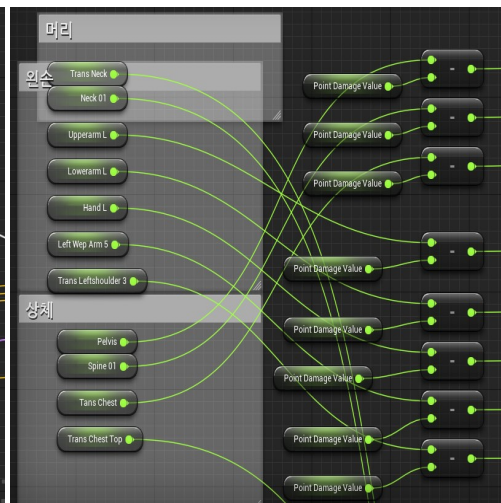 머리
왼손
Trans Neck
Neck 01
Upperarm L
Lowerarm L
Hand L
Left Wep Arm 5
Trans Leftshoulder 3
상체
Pelvis
Spine 01
Tans Chest
Trans Chest Top
Point Damage Value
Point Damage Value
Point Damage Value
Point Damage Value
Point Damage Value
Point Damage Value
Point Damage Value
Point Damage Value
-
-
-
-
-
-
-
-